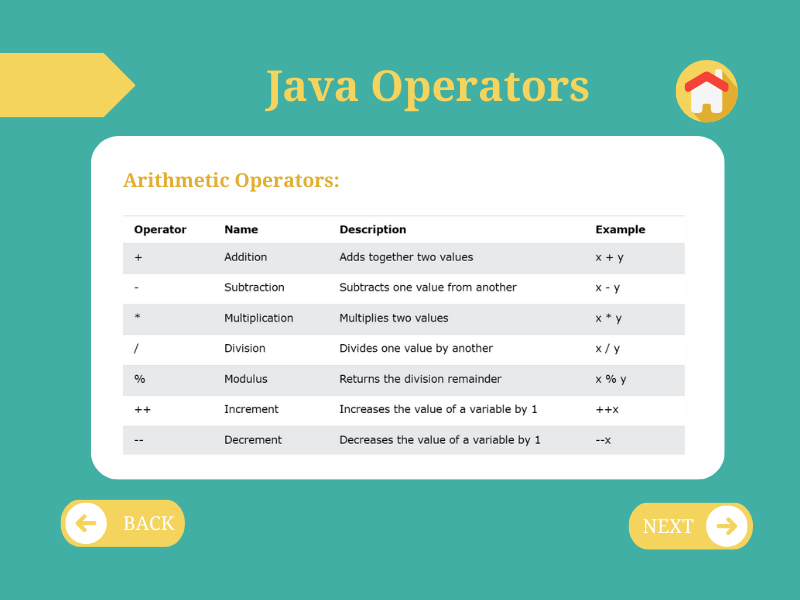 Java Operators
Arithmetic Operators:
Operator Name Description Example
+ Addition Adds together two values x + y
- Subtraction Subtracts one value from another x - y
* Multiplication Multiplies two values x * y
/ Division Divides one value by another x / y
% Modulus Returns the division remainder x % y
++ Increment Increases the value of a variable by 1 ++x
-- Decrement Decreases the value of a variable by 1 --x
BACK
NEXT